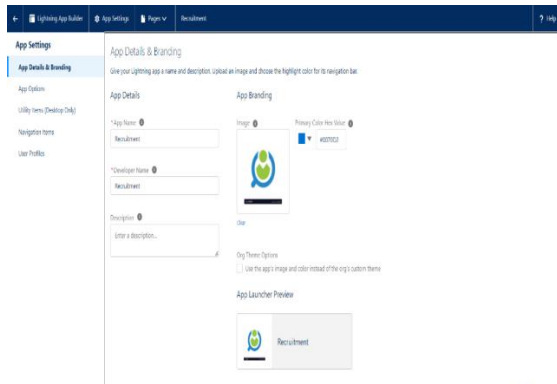 Lightning App Builder
App Settings
Pages
Recruitment
? Help
App Settings
App Details & Branding
App Options
Utility Items (Desktop Only)
Navigation Items
User Profiles
App Details & Branding
Give your Lightning app a name and description. Upload an image and choose the highlight color for its navigation bar.
App Details
*App Name
Recruitment
*Developer Name
Recruitment
Description
Enter a description...
App Branding
Image
Primary Color Hex Value
#0070D2
Clear
Org Theme Options
Use the app's image and color instead of the org's custom theme
App Launcher Preview
Recruitment